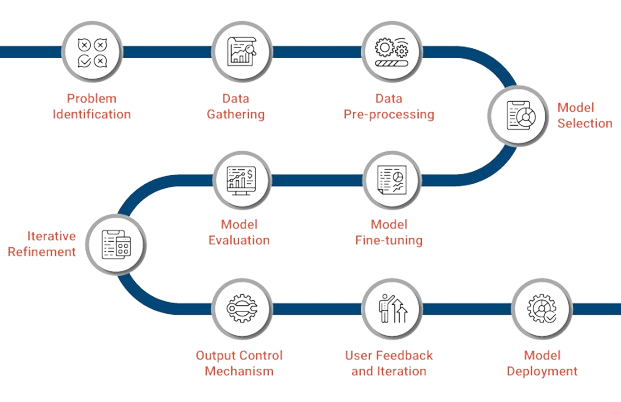 Problem
Identification
Data
Gathering
Data
Pre-processing
Model
Selection
Model
Fine-tuning
Model
Evaluation
Iterative
Refinement
Output Control
Mechanism
User Feedback
and Iteration
Model
Deployment